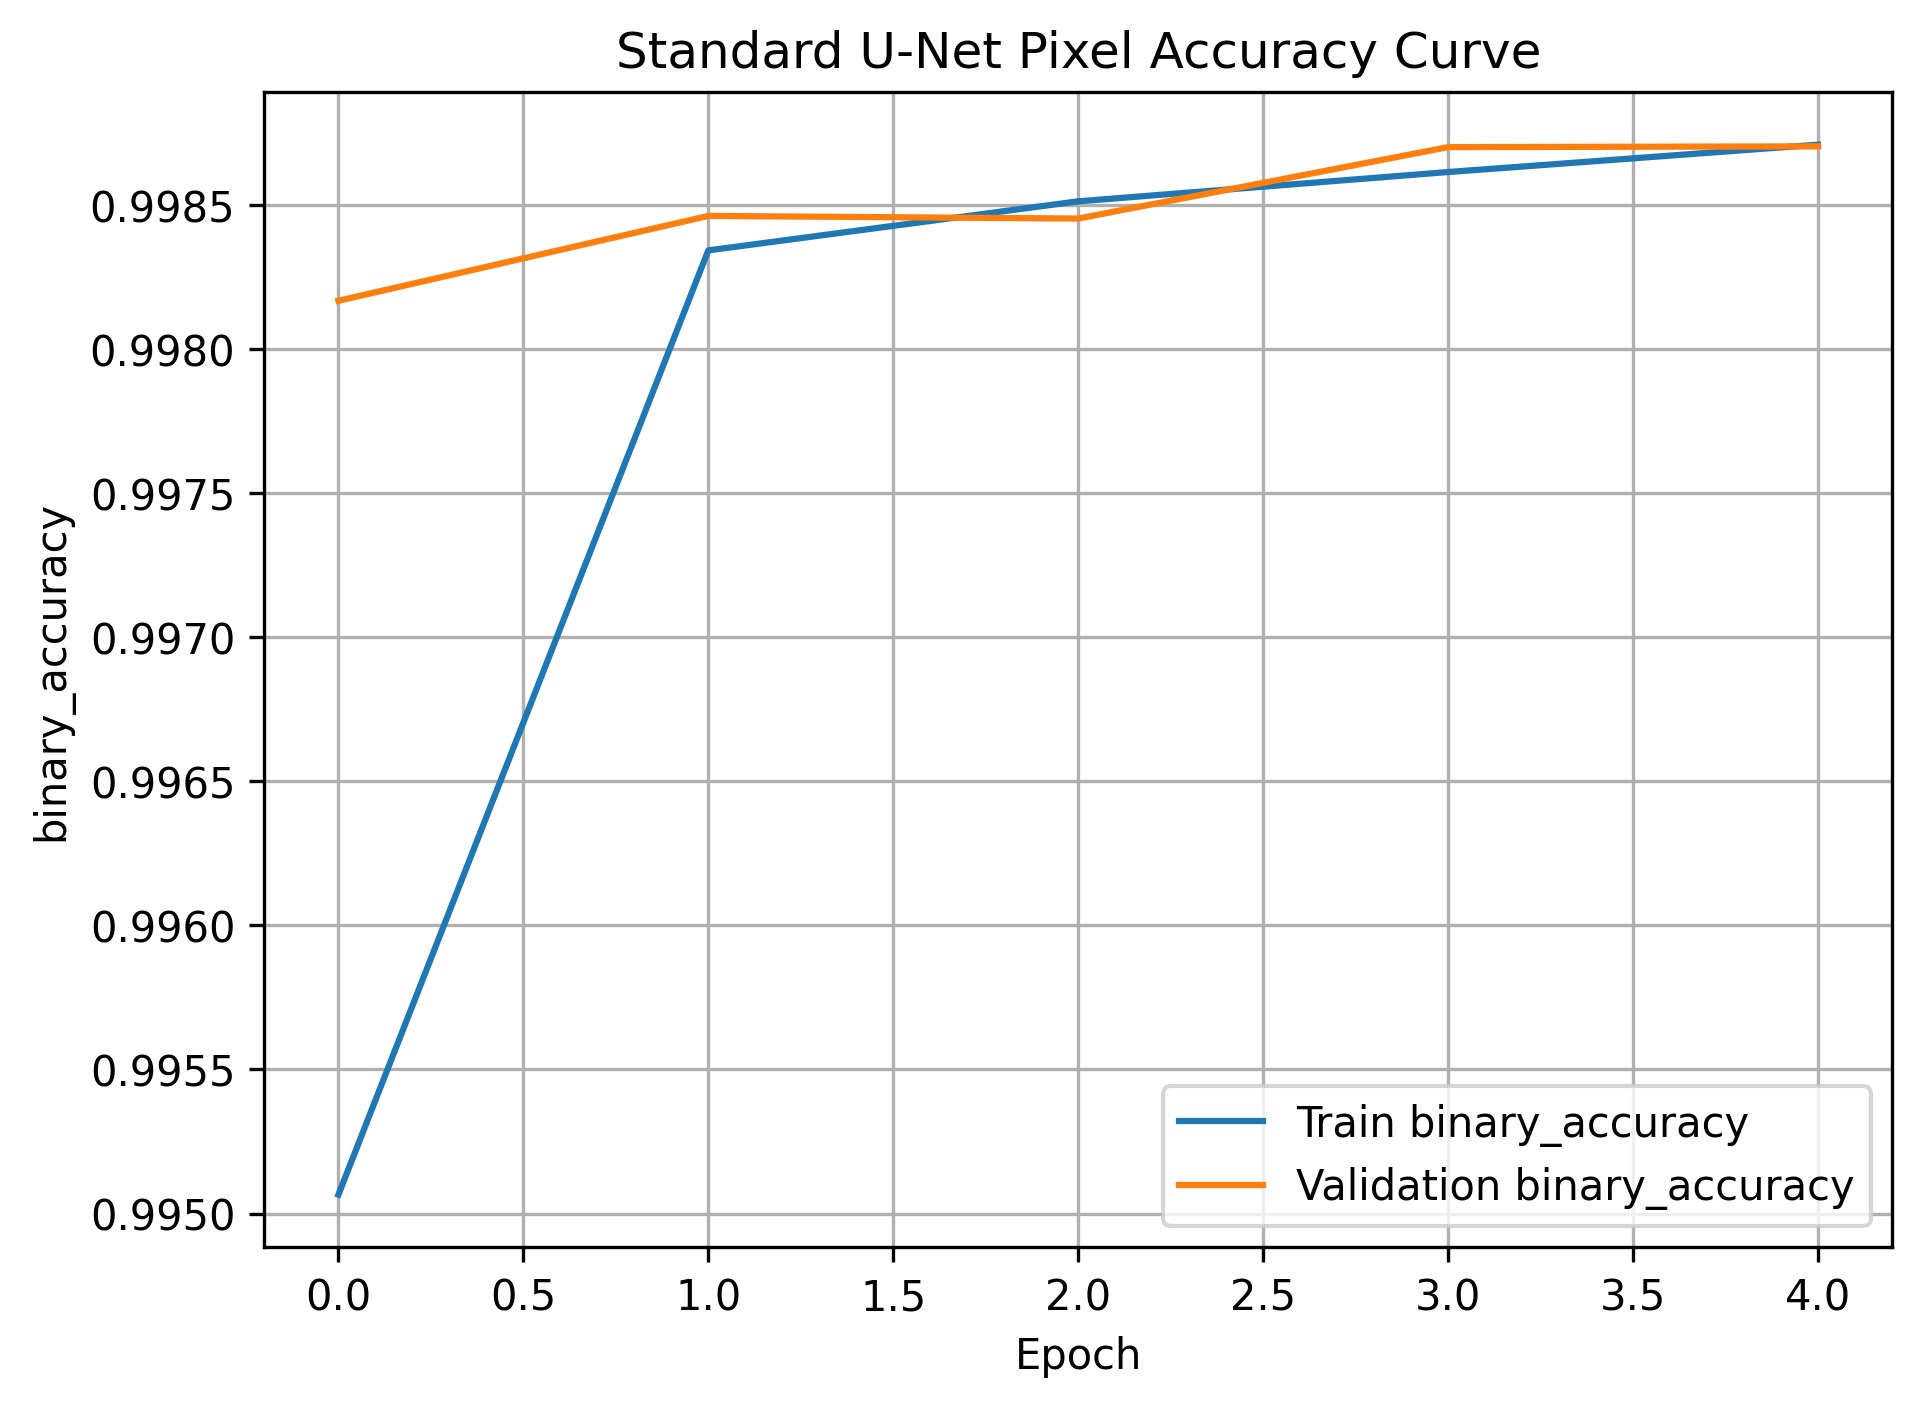 Standard U-Net Pixel Accuracy Curve
binary_accuracy
0.9985
0.9980
0.9975
0.9970
0.9965
0.9960
0.9955
0.9950
Train binary_accuracy
Validation binary_accuracy
0.0 0.5 1.0 1.5 2.0 2.5 3.0 3.5 4.0
Epoch